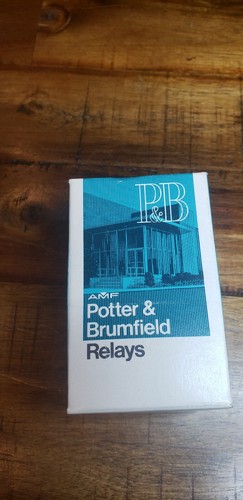 P&B
AMF
Potter &
Brumfield
Relays